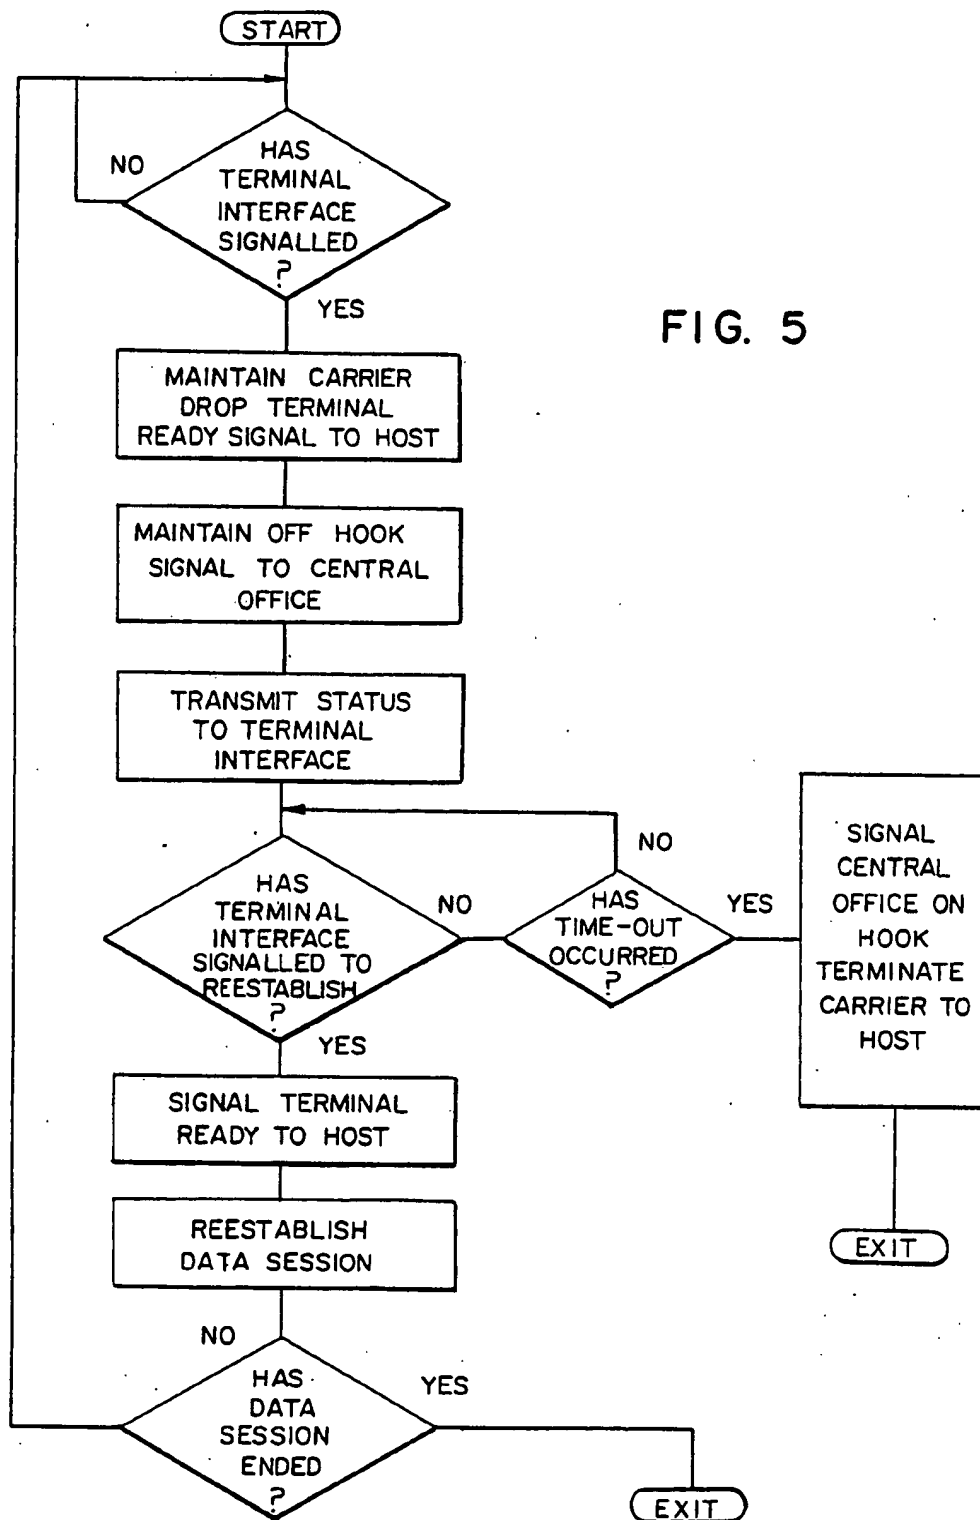 START
HAS
TERMINAL
INTERFACE
SIGNALLED
?
NO
YES
FIG. 5
MAINTAIN CARRIER
DROP TERMINAL
READY SIGNAL TO HOST
MAINTAIN OFF HOOK
SIGNAL TO CENTRAL
OFFICE
TRANSMIT STATUS
TO TERMINAL
INTERFACE
HAS
TERMINAL
INTERFACE
SIGNALLED TO
REESTABLISH
?
NO
YES
HAS
TIME-OUT
OCCURRED
?
NO
YES
SIGNAL
CENTRAL
OFFICE ON
HOOK
TERMINATE
CARRIER TO
HOST
EXIT
SIGNAL TERMINAL
READY TO HOST
REESTABLISH
DATA SESSION
NO
HAS
DATA
SESSION
ENDED
?
YES
EXIT